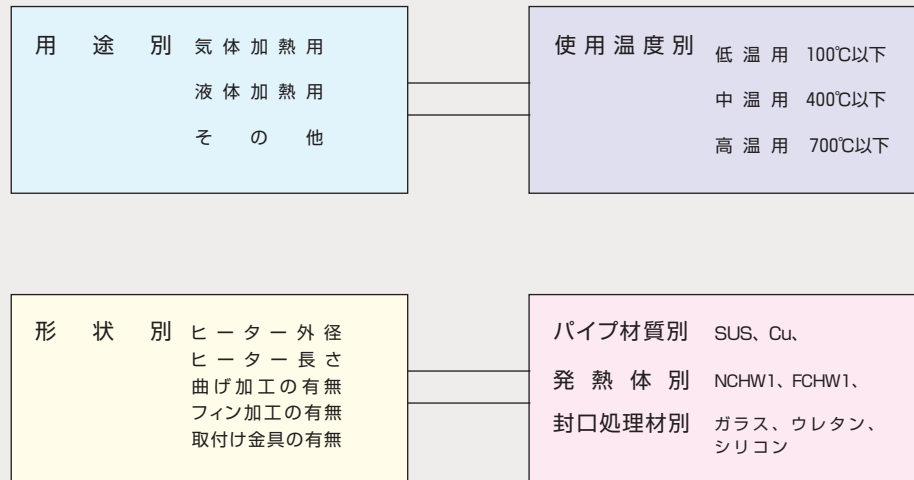 用途別 気体加熱用
液体加熱用
その他
使用温度別 低温用 100℃以下
中温用 400℃以下
高温用 700℃以下
形状別 ヒーター外径
ヒーター長さ
曲げ加工の有無
フィン加工の有無
取付け金具の有無
パイプ材質別 SUS、Cu、
発熱体別 NCHW1、FCHW1、
封口処理材別 ガラス、ウレタン、
シリコン